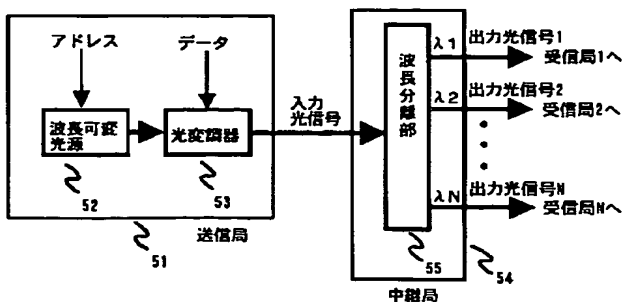 アドレス
データ
波長可変
光源
光変調器
52
53
51
送信局
入力
光信号
波長分離部
λ1
出力光信号1
受信局1へ
λ2
出力光信号2
受信局2へ
λN
出力光信号N
受信局Nへ
55
54
中継局